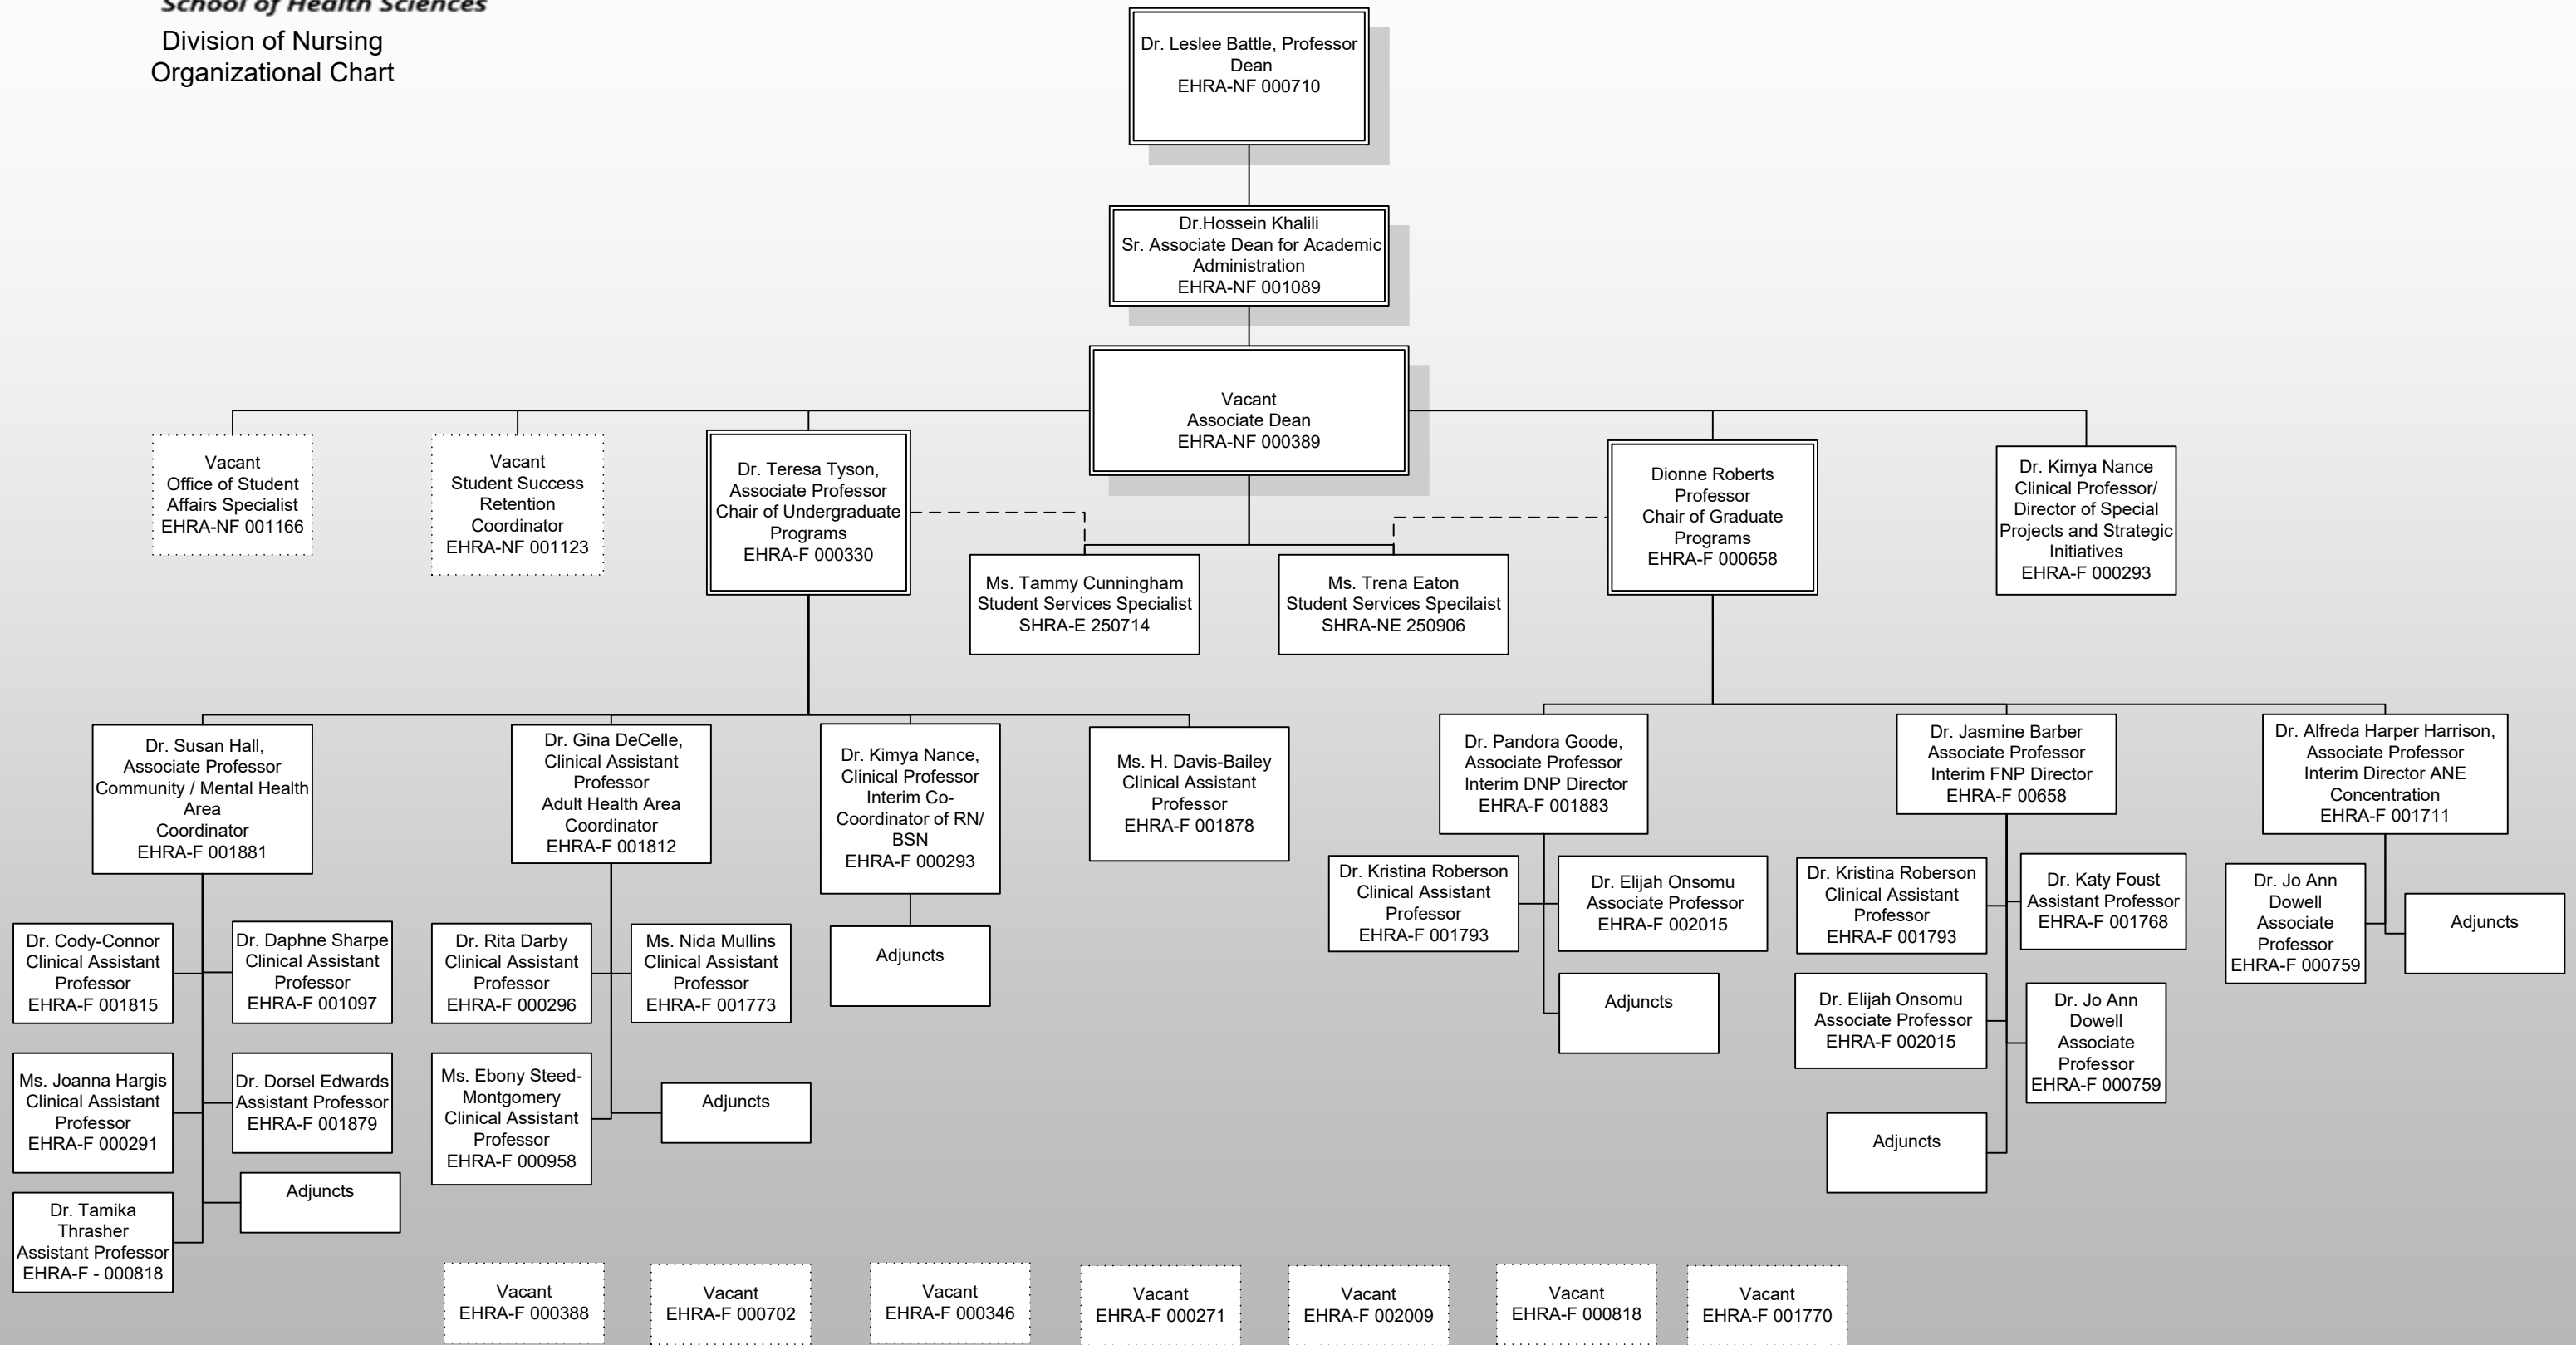 School of Health Sciences
Division of Nursing
Organizational Chart
Dr. Leslee Battle, Professor
Dean
EHRA-NF 000710
Dr.Hossein Khalili
Sr. Associate Dean for Academic
Administration
EHRA-NF 001089
Vacant
Associate Dean
EHRA-NF 000389
Vacant
Office of Student
Affairs Specialist
EHRA-NF 001166
Vacant
Student Success
Retention
Coordinator
EHRA-NF 001123
Dr. Teresa Tyson,
Associate Professor
Chair of Undergraduate
Programs
EHRA-F 000330
Dionne Roberts
Professor
Chair of Graduate
Programs
EHRA-F 000658
Dr. Kimya Nance
Clinical Professor/
Director of Special
Projects and Strategic
Initiatives
EHRA-F 000293
Ms. Tammy Cunningham
Student Services Specialist
SHRA-E 250714
Ms. Trena Eaton
Student Services Specilaist
SHRA-NE 250906
Dr. Susan Hall,
Associate Professor
Community / Mental Health
Area
Coordinator
EHRA-F 001881
Dr. Gina DeCelle,
Clinical Assistant
Professor
Adult Health Area
Coordinator
EHRA-F 001812
Dr. Kimya Nance,
Clinical Professor
Interim Co-
Coordinator of RN/
BSN
EHRA-F 000293
Ms. H. Davis-Bailey
Clinical Assistant
Professor
EHRA-F 001878
Dr. Pandora Goode,
Associate Professor
Interim DNP Director
EHRA-F 001883
Dr. Jasmine Barber
Associate Professor
Interim FNP Director
EHRA-F 00658
Dr. Alfreda Harper Harrison,
Associate Professor
Interim Director ANE
Concentration
EHRA-F 001711
Dr. Cody-Connor
Clinical Assistant
Professor
EHRA-F 001815
Dr. Daphne Sharpe
Clinical Assistant
Professor
EHRA-F 001097
Dr. Rita Darby
Clinical Assistant
Professor
EHRA-F 000296
Ms. Nida Mullins
Clinical Assistant
Professor
EHRA-F 001773
Adjuncts
Dr. Kristina Roberson
Clinical Assistant
Professor
EHRA-F 001793
Dr. Elijah Onsomu
Associate Professor
EHRA-F 002015
Adjuncts
Dr. Kristina Roberson
Clinical Assistant
Professor
EHRA-F 001793
Dr. Katy Foust
Assistant Professor
EHRA-F 001768
Dr. Jo Ann
Dowell
Associate
Professor
EHRA-F 000759
Adjuncts
Dr. Elijah Onsomu
Associate Professor
EHRA-F 002015
Dr. Jo Ann
Dowell
Associate
Professor
EHRA-F 000759
Adjuncts
Ms. Joanna Hargis
Clinical Assistant
Professor
EHRA-F 000291
Dr. Dorsel Edwards
Assistant Professor
EHRA-F 001879
Ms. Ebony Steed-
Montgomery
Clinical Assistant
Professor
EHRA-F 000958
Adjuncts
Dr. Tamika
Thrasher
Assistant Professor
EHRA-F - 000818
Adjuncts
Vacant
EHRA-F 000388
Vacant
EHRA-F 000702
Vacant
EHRA-F 000346
Vacant
EHRA-F 000271
Vacant
EHRA-F 002009
Vacant
EHRA-F 000818
Vacant
EHRA-F 001770